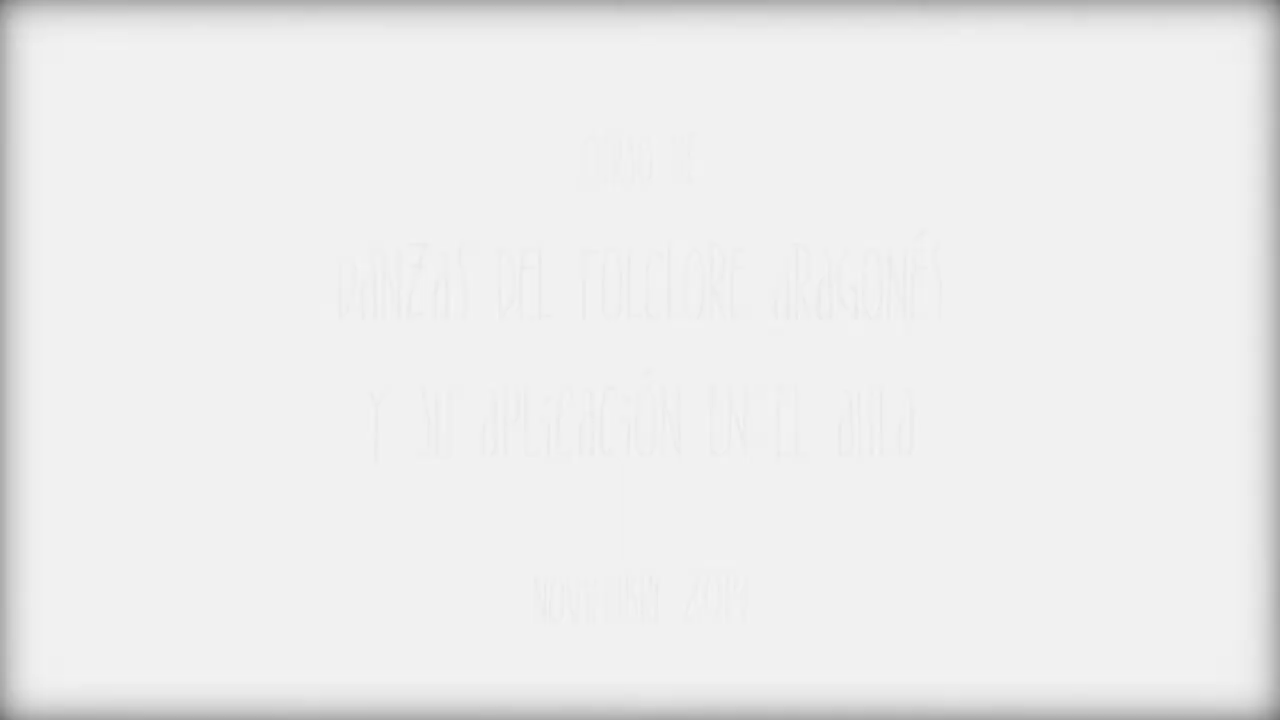 CURSO DE
DANZAS DEL FOLCLORE ARAGONÉS
Y SU APLICACIÓN EN EL AULA
NOVIEMBRE